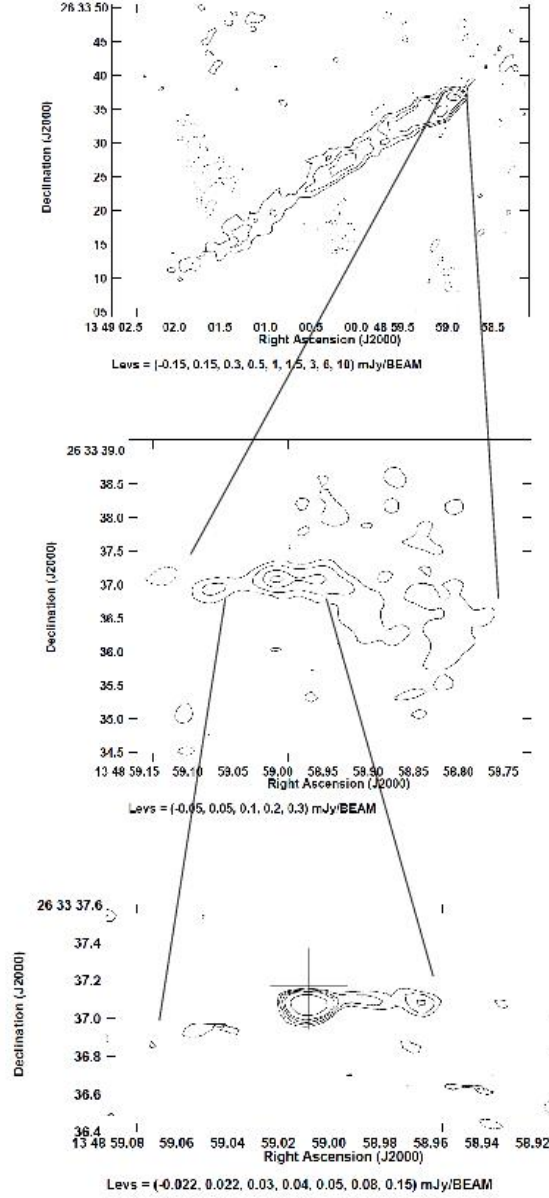 26 33 50
45
40
35
30
25
20
15
10
05
Declination (J2000)
13 49 02.5 02.0 01.5 01.0 00.5 00.0 48 59.5 59.0 58.5
Right Ascension (J2000)
Levs = (-0.15, 0.15, 0.3, 0.5, 1, 1.5, 3, 6, 10) mJy/BEAM
26 33 39.0
38.5
38.0
37.5
37.0
36.5
36.0
35.5
35.0
34.5
Declination (J2000)
13 48 59.15 59.10 59.05 59.00 58.95 58.90 58.85 58.80 58.75
Right Ascension (J2000)
Levs = (-0.05, 0.05, 0.1, 0.2, 0.3) mJy/BEAM
26 33 37.6
37.4
37.2
37.0
36.8
36.6
36.4
Declination (J2000)
13 48 59.08 59.06 59.04 59.02 59.00 58.98 58.96 58.94 58.92
Right Ascension (J2000)
Levs = (-0.022, 0.022, 0.03, 0.04, 0.05, 0.08, 0.15) mJy/BEAM